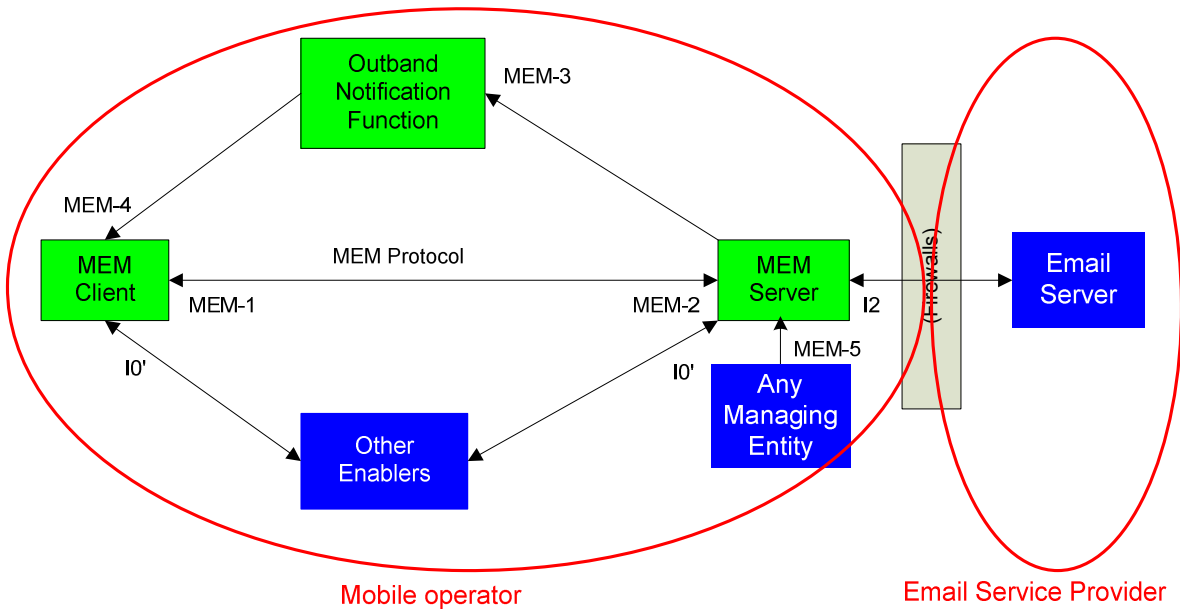 Outband
Notification
Function
MEM-3
MEM-4
MEM
Client
MEM Protocol
MEM-1
MEM-2
MEM
Server
I2
(Firewalls)
Email
Server
MEM-5
I0'
I0'
Any
Managing
Entity
Other
Enablers
Mobile operator
Email Service Provider